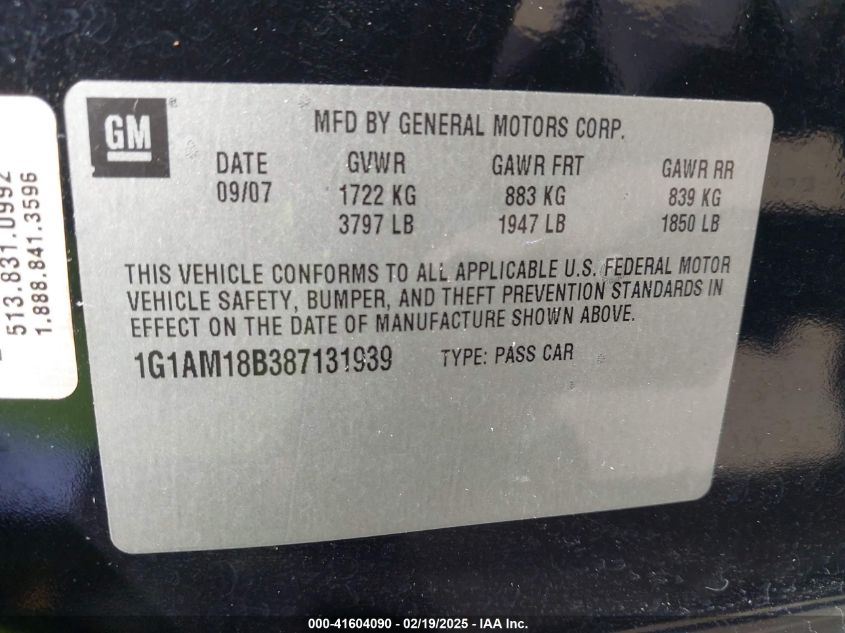 GM
MFD BY GENERAL MOTORS CORP.
DATE GVWR GAWR FRT GAWR RR
09/07 1722 KG 883 KG 839 KG
3797 LB 1947 LB 1850 LB
THIS VEHICLE CONFORMS TO ALL APPLICABLE U.S. FEDERAL MOTOR
VEHICLE SAFETY, BUMPER, AND THEFT PREVENTION STANDARDS IN
EFFECT ON THE DATE OF MANUFACTURE SHOWN ABOVE.
1G1AM18B387131939 TYPE: PASS CAR
513.831.0992
1.888.841.3596
000-41604090 - 02/19/2025 - IAA Inc.